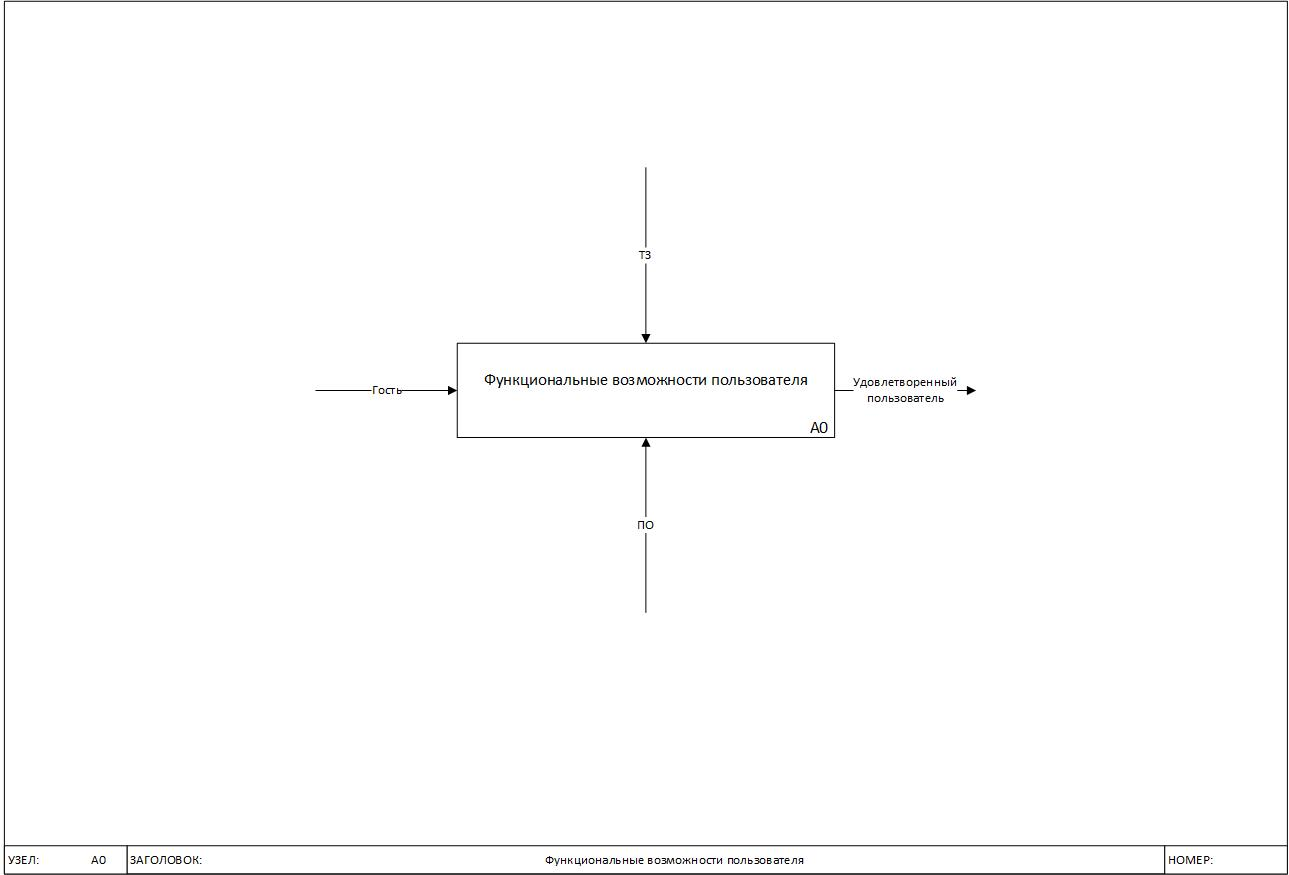 ТЗ
Функциональные возможности пользователя
Гость
Удовлетворенный
пользователь
А0
ПО
УЗЕЛ: А0 ЗАГОЛОВОК: Функциональные возможности пользователя НОМЕР: